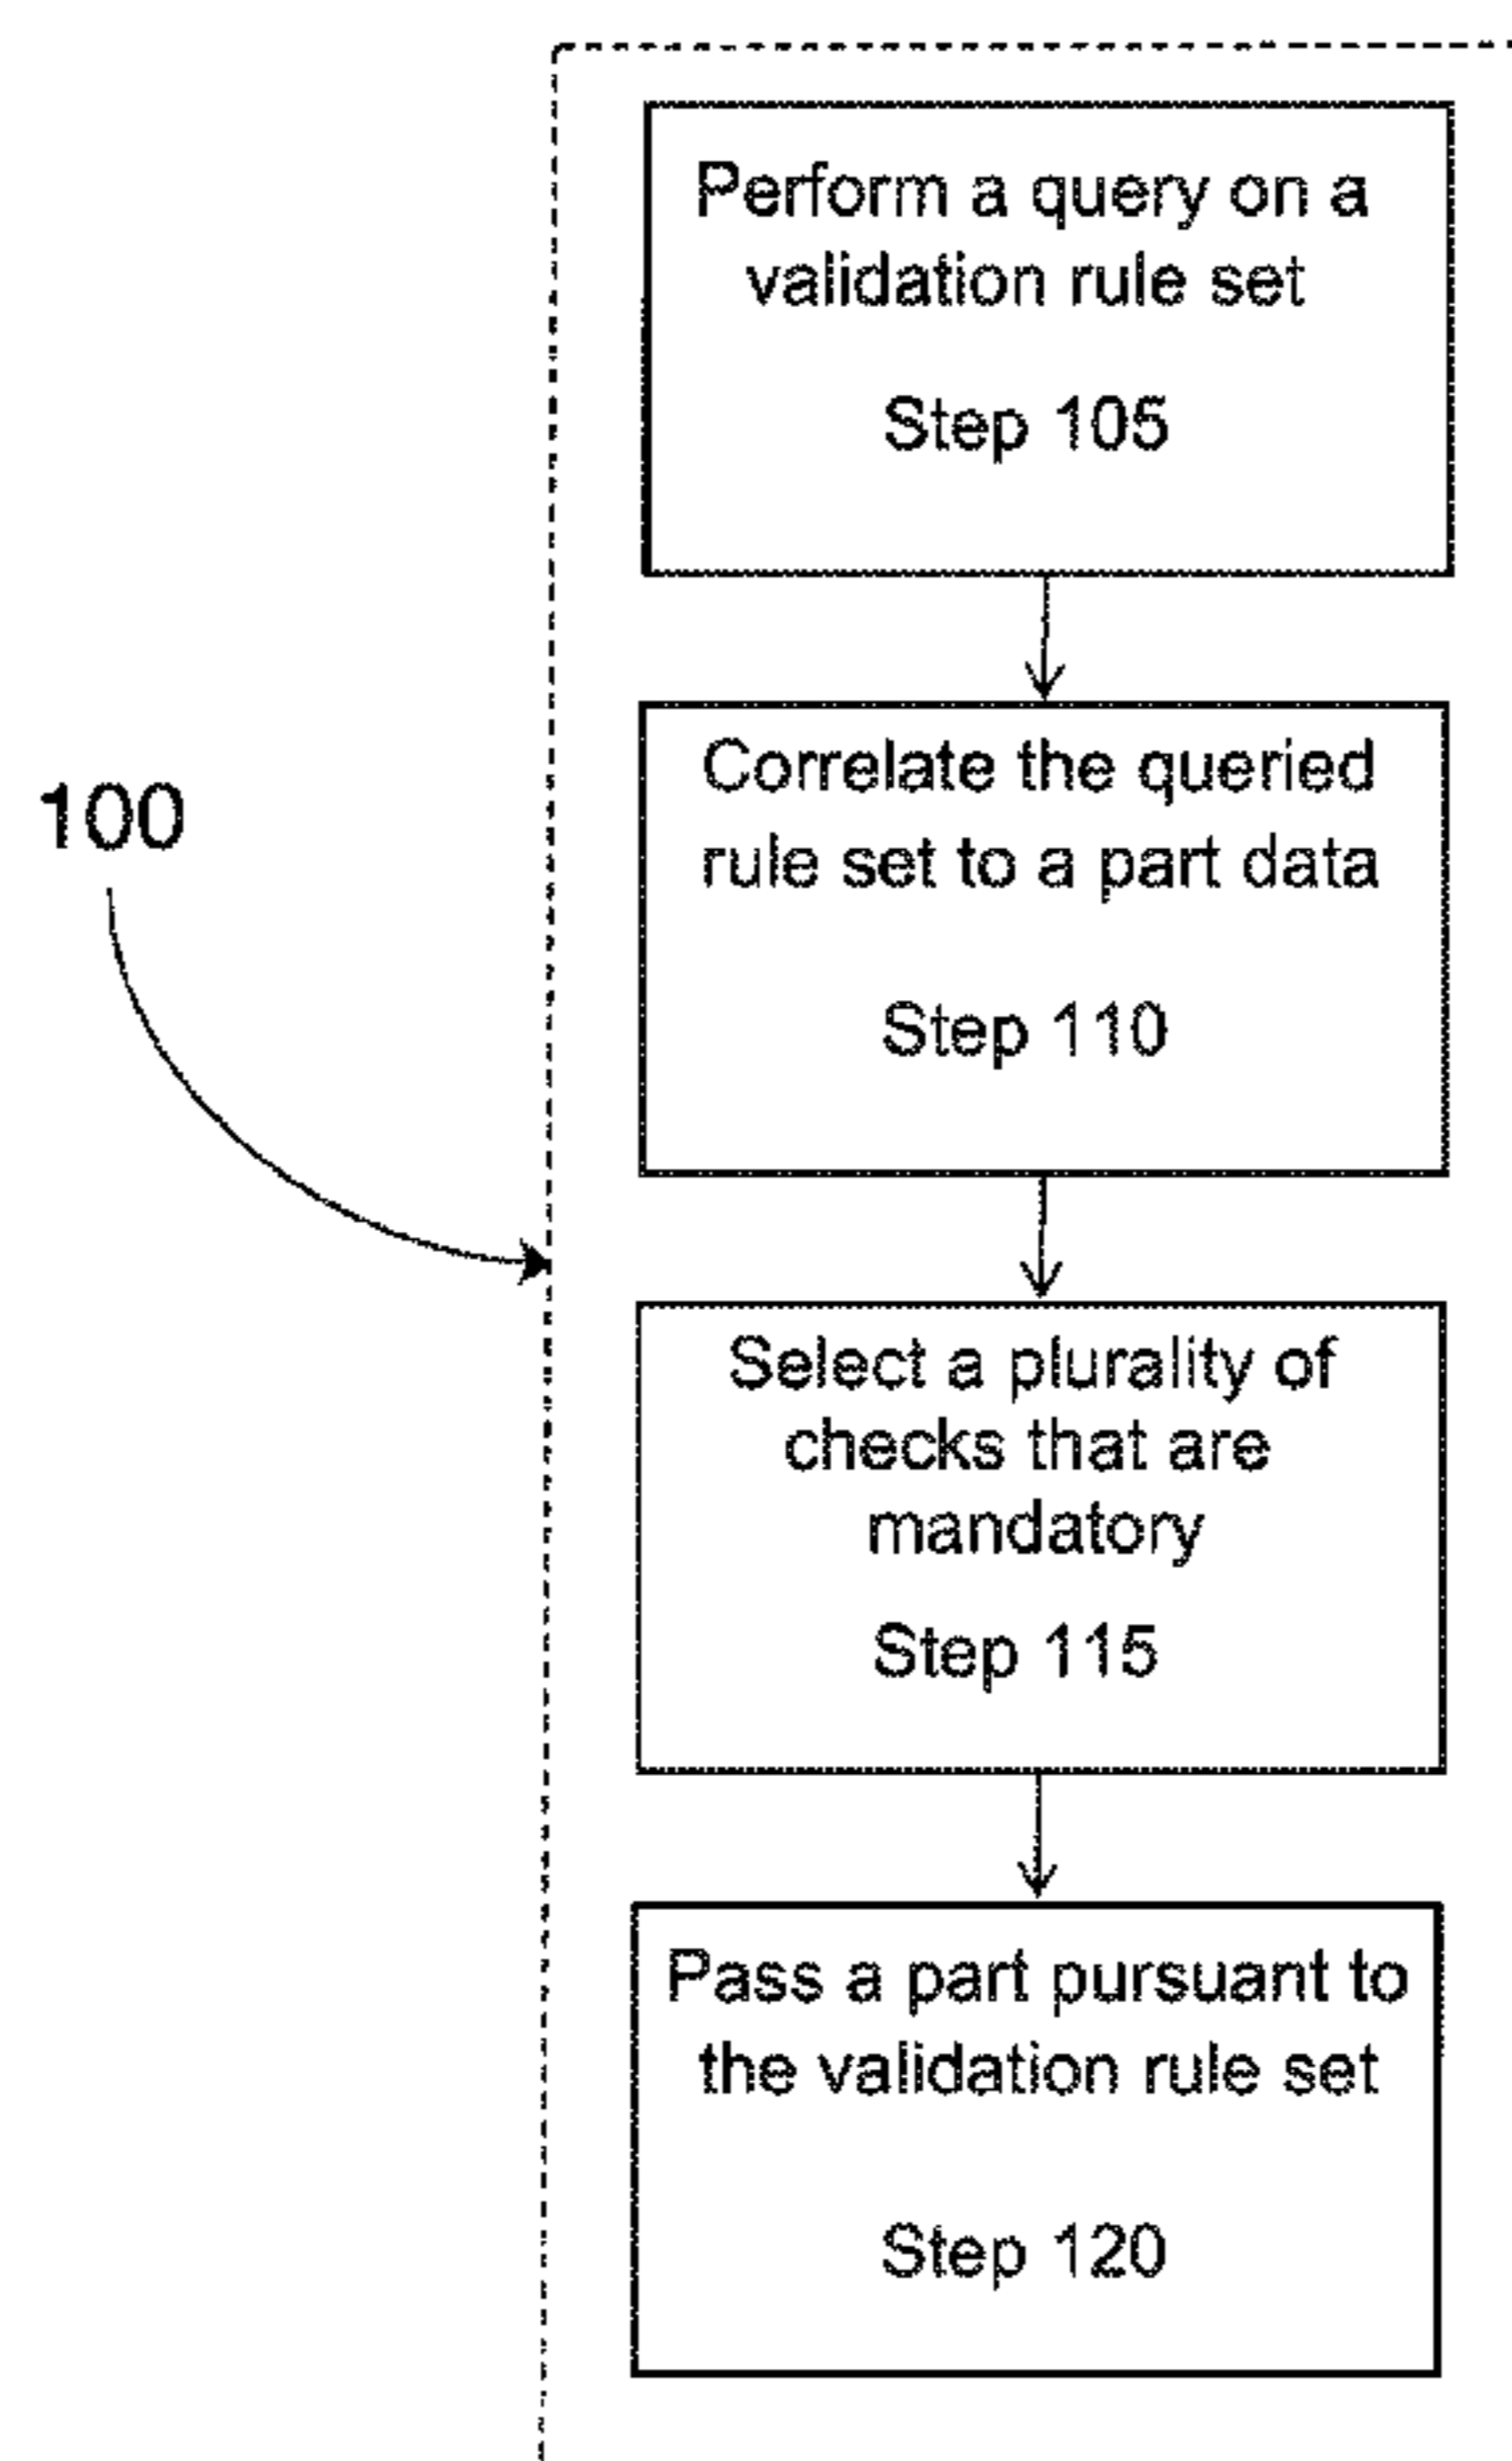 Perform a query on a
validation rule set
Step 105
Correlate the queried
rule set to a part data
Step 110
100
Select a plurality of
checks that are
mandatory
Step 115
Pass a part pursuant to
the validation rule set
Step 120